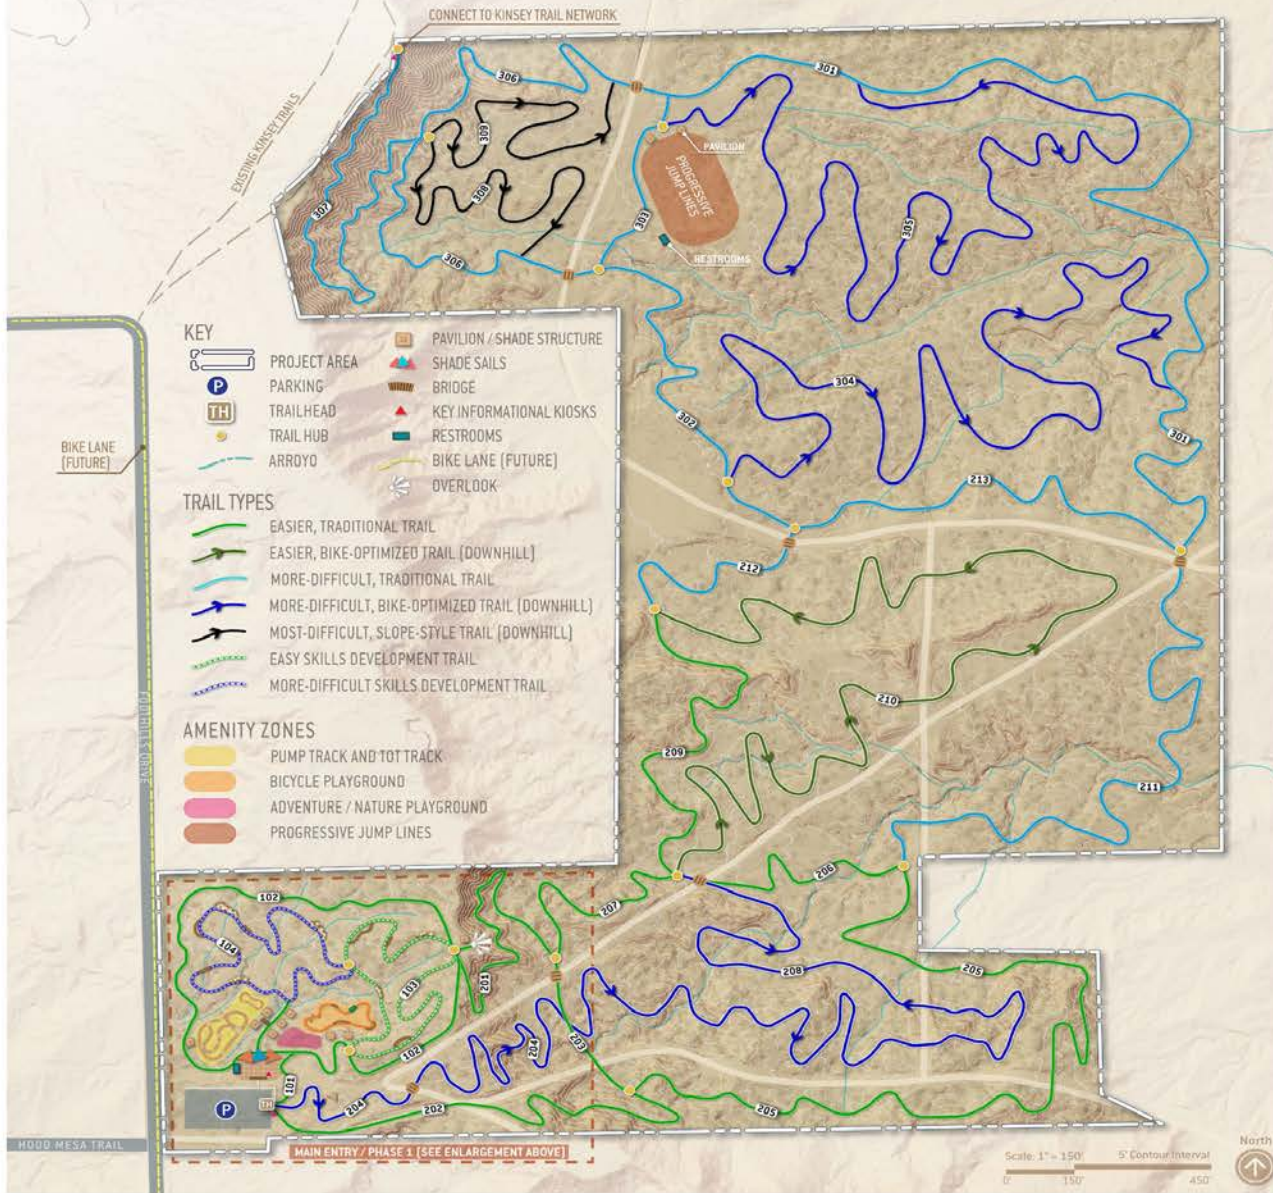 CONNECT TO KINSEY TRAIL NETWORK
EXISTING KINSEY TRAILS
306
301
309
308
307
306
303
PAVILION
PROGRESSIVE
JUMP LINES
RESTROOMS
305
304
302
301
213
212
210
209
211
206
207
208
205
205
203
204
204
202
201
102
104
103
102
101
KEY
PROJECT AREA
P
PARKING
TH
TRAILHEAD
TRAIL HUB
ARROYO
PAVILION / SHADE STRUCTURE
SHADE SAILS
BRIDGE
KEY INFORMATIONAL KIOSKS
RESTROOMS
BIKE LANE (FUTURE)
OVERLOOK
BIKE LANE
(FUTURE)
TRAIL TYPES
EASIER, TRADITIONAL TRAIL
EASIER, BIKE-OPTIMIZED TRAIL (DOWNHILL)
MORE-DIFFICULT, TRADITIONAL TRAIL
MORE-DIFFICULT, BIKE-OPTIMIZED TRAIL (DOWNHILL)
MOST-DIFFICULT, SLOPE-STYLE TRAIL (DOWNHILL)
EASY SKILLS DEVELOPMENT TRAIL
MORE-DIFFICULT SKILLS DEVELOPMENT TRAIL
FOOTHILLS DRIVE
AMENITY ZONES
PUMP TRACK AND TOT TRACK
BICYCLE PLAYGROUND
ADVENTURE / NATURE PLAYGROUND
PROGRESSIVE JUMP LINES
P
TH
HOOD MESA TRAIL
MAIN ENTRY / PHASE 1 (SEE ENLARGEMENT ABOVE)
Scale: 1" = 150'
5' Contour Interval
0'
150'
450'
North